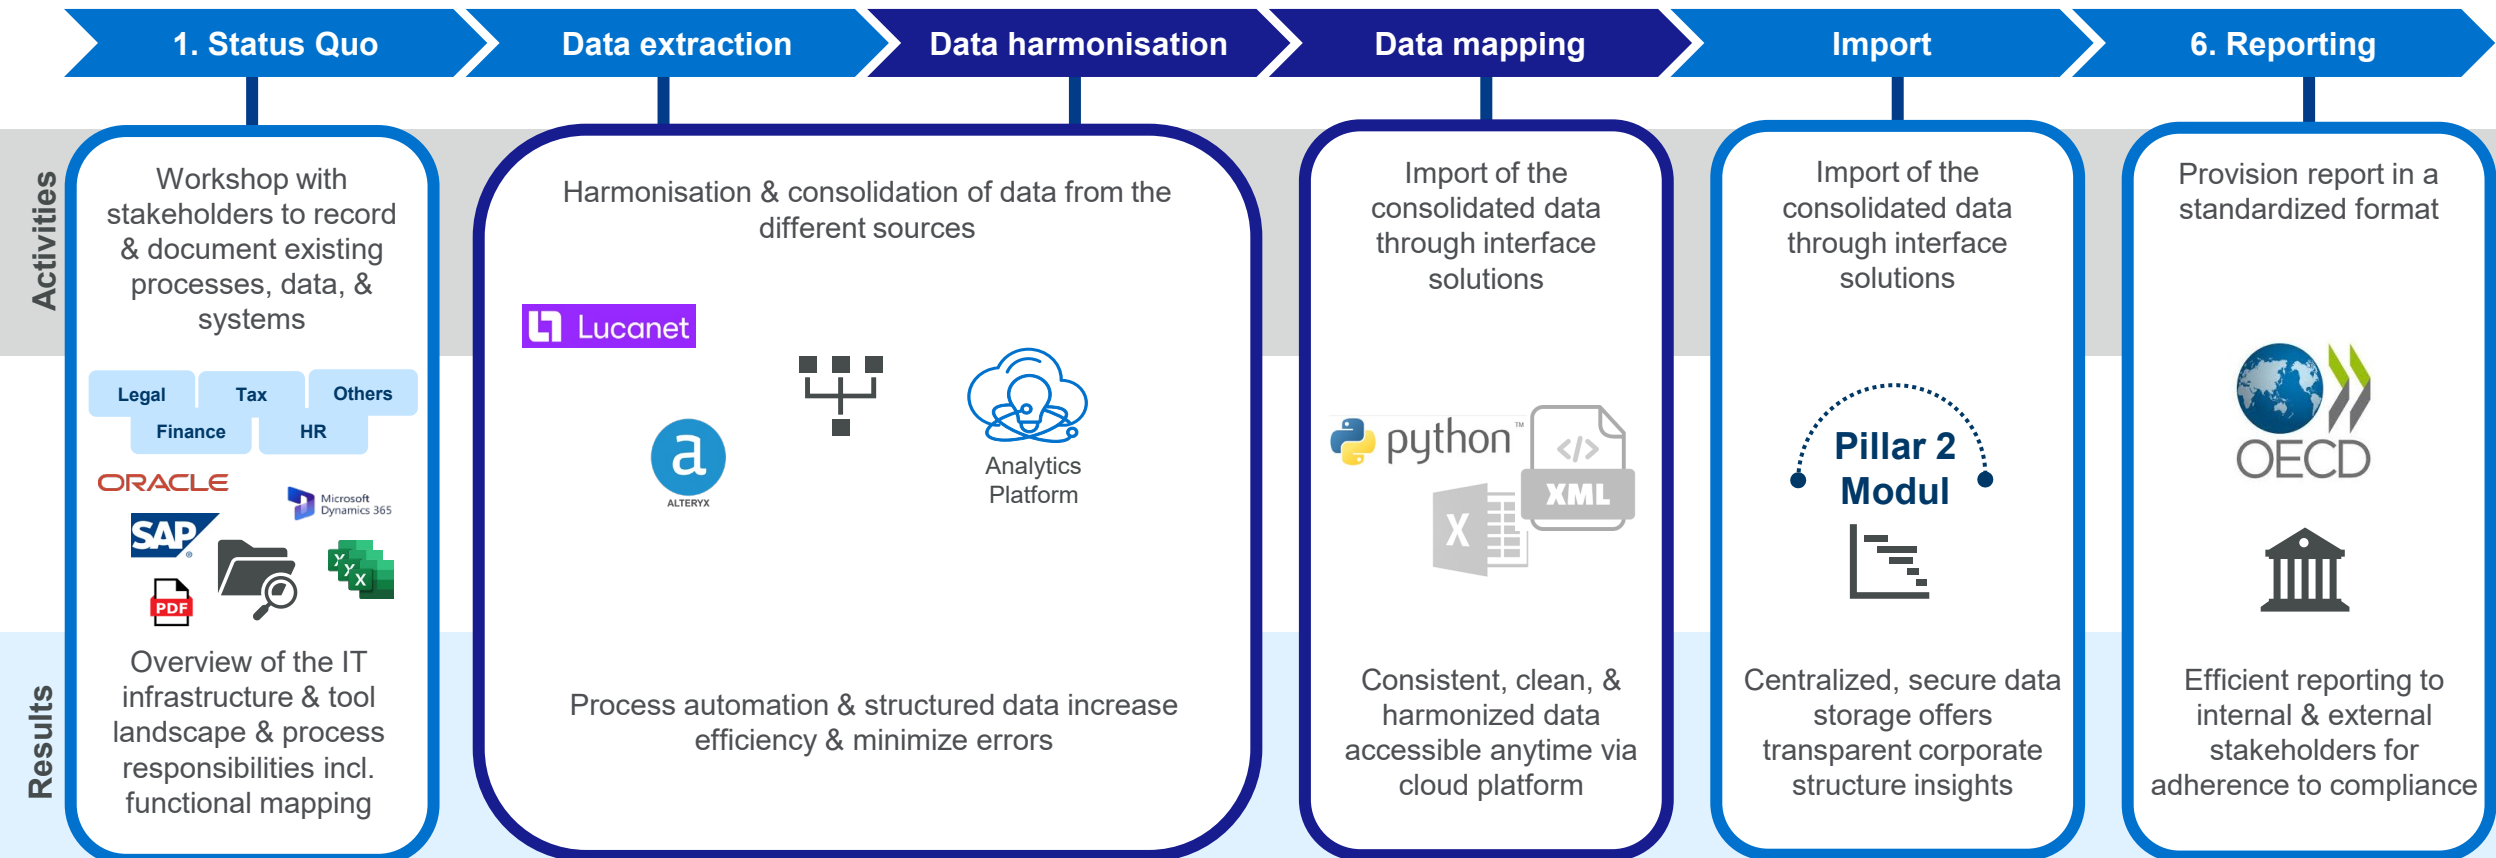 1. Status Quo
Data extraction
Data harmonisation
Data mapping
Import
6. Reporting
Activities
Workshop with
stakeholders to record
& document existing
processes, data, &
systems
Legal
Tax
Others
Finance
HR
ORACLE
Microsoft
Dynamics 365
SAP
®
X
X
X
PDF
Overview of the IT
infrastructure & tool
landscape & process
responsibilities incl.
functional mapping
Harmonisation & consolidation of data from the
different sources
Lucanet
a
ALTERYX
Analytics
Platform
Process automation & structured data increase
efficiency & minimize errors
Import of the
consolidated data
through interface
solutions
python™
</>
XML
X
Consistent, clean, &
harmonized data
accessible anytime via
cloud platform
Import of the
consolidated data
through interface
solutions
Pillar 2
Modul
Centralized, secure data
storage offers
transparent corporate
structure insights
Provision report in a
standardized format
OECD
Efficient reporting to
internal & external
stakeholders for
adherence to compliance
Results